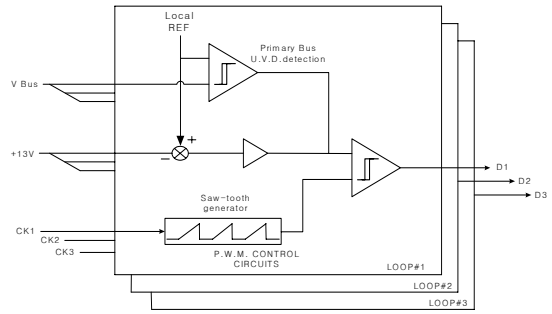 Local
REF
Primary Bus
U.V.D.detection
V Bus
+
−
+13V
D1
D2
D3
Saw−tooth
generator
CK1
CK2
CK3
P.W.M. CONTROL
CIRCUITS
LOOP#1
LOOP#2
LOOP#3